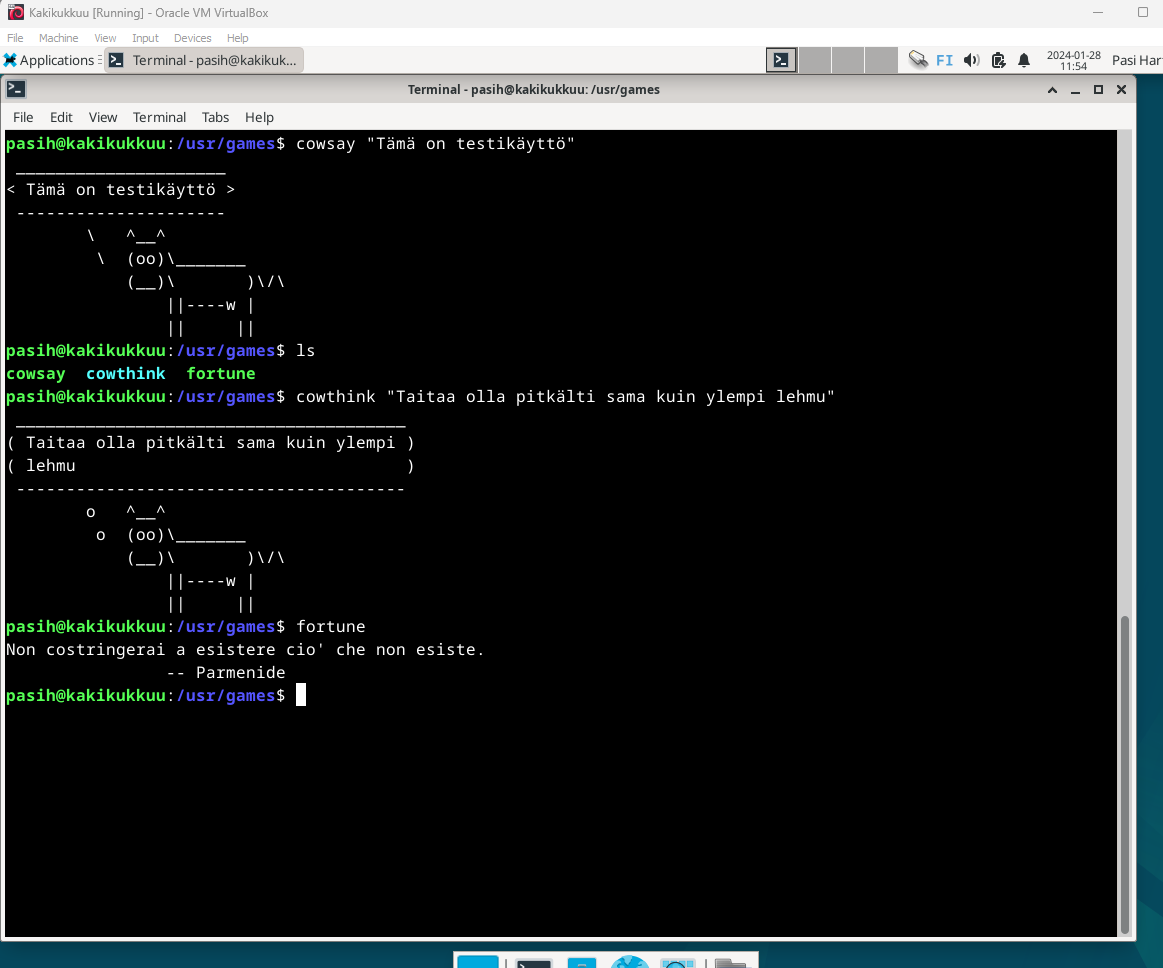 Kakikukkuu [Running] - Oracle VM VirtualBox
File Machine View Input Devices Help
Applications Terminal - pasih@kakikuk... FI 2024-01-28 Pasi Har
11:54
Terminal - pasih@kakikukkuu: /usr/games
File Edit View Terminal Tabs Help
pasih@kakikukkuu:/usr/games$ cowsay "Tämä on testikäyttö"
 _____________________
< Tämä on testikäyttö >
 ---------------------
        \   ^__^
         \  (oo)\_______
            (__)\       )\/\
                ||----w |
                ||     ||
pasih@kakikukkuu:/usr/games$ ls
cowsay  cowthink  fortune
pasih@kakikukkuu:/usr/games$ cowthink "Taitaa olla pitkälti sama kuin ylempi lehmu"
 _______________________________________
( Taitaa olla pitkälti sama kuin ylempi )
( lehmu                                 )
 ---------------------------------------
        o   ^__^
         o  (oo)\_______
            (__)\       )\/\
                ||----w |
                ||     ||
pasih@kakikukkuu:/usr/games$ fortune
Non costringerai a esistere cio' che non esiste.
                -- Parmenide
pasih@kakikukkuu:/usr/games$